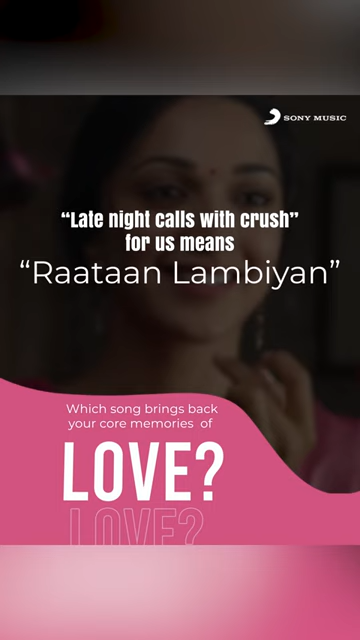 SONY MUSIC
“Late night calls with crush”
for us means
“Raataan Lambiyan”
Which song brings back
your core memories of
LOVE?
LOVE?